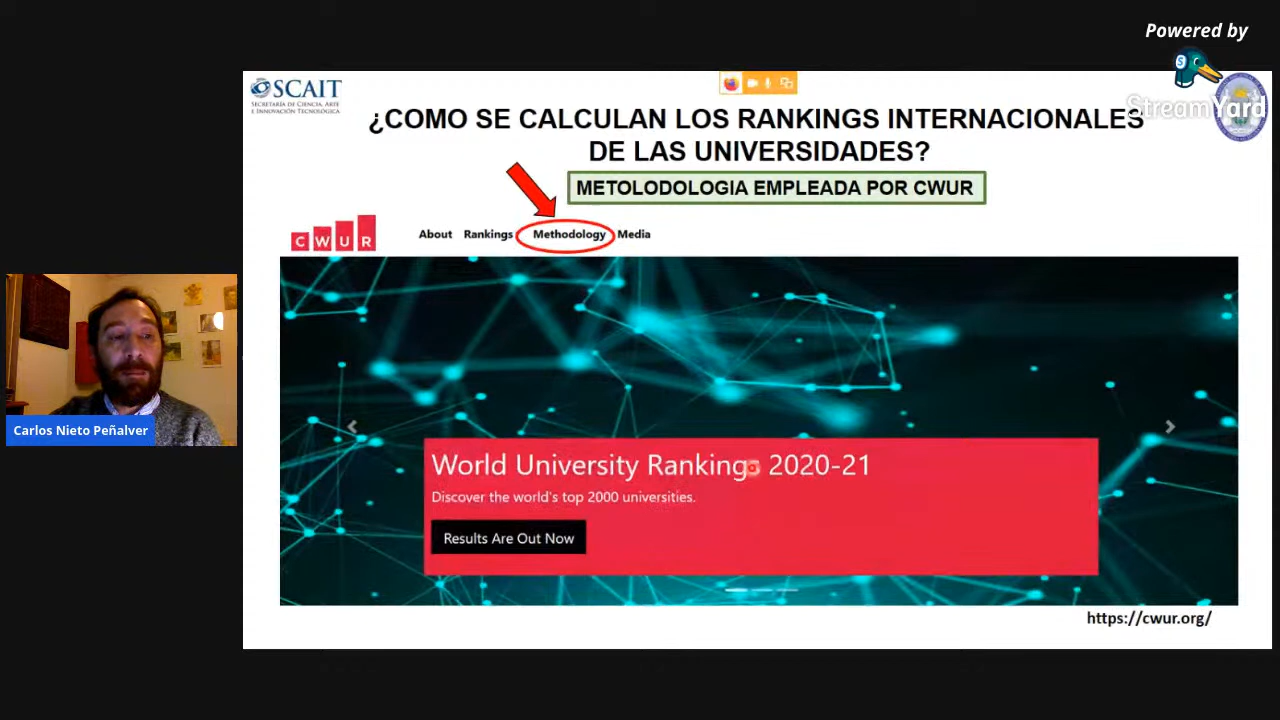 Powered by
StreamYard
SCAIT
SECRETARÍA DE CIENCIA, ARTE
E INNOVACIÓN TECNOLÓGICA
¿COMO SE CALCULAN LOS RANKINGS INTERNACIONALES
DE LAS UNIVERSIDADES?
METOLODOLOGIA EMPLEADA POR CWUR
CWUR
About Rankings Methodology Media
World University Rankings 2020-21
Discover the world's top 2000 universities.
Results Are Out Now
https://cwur.org/
Carlos Nieto Peñalver